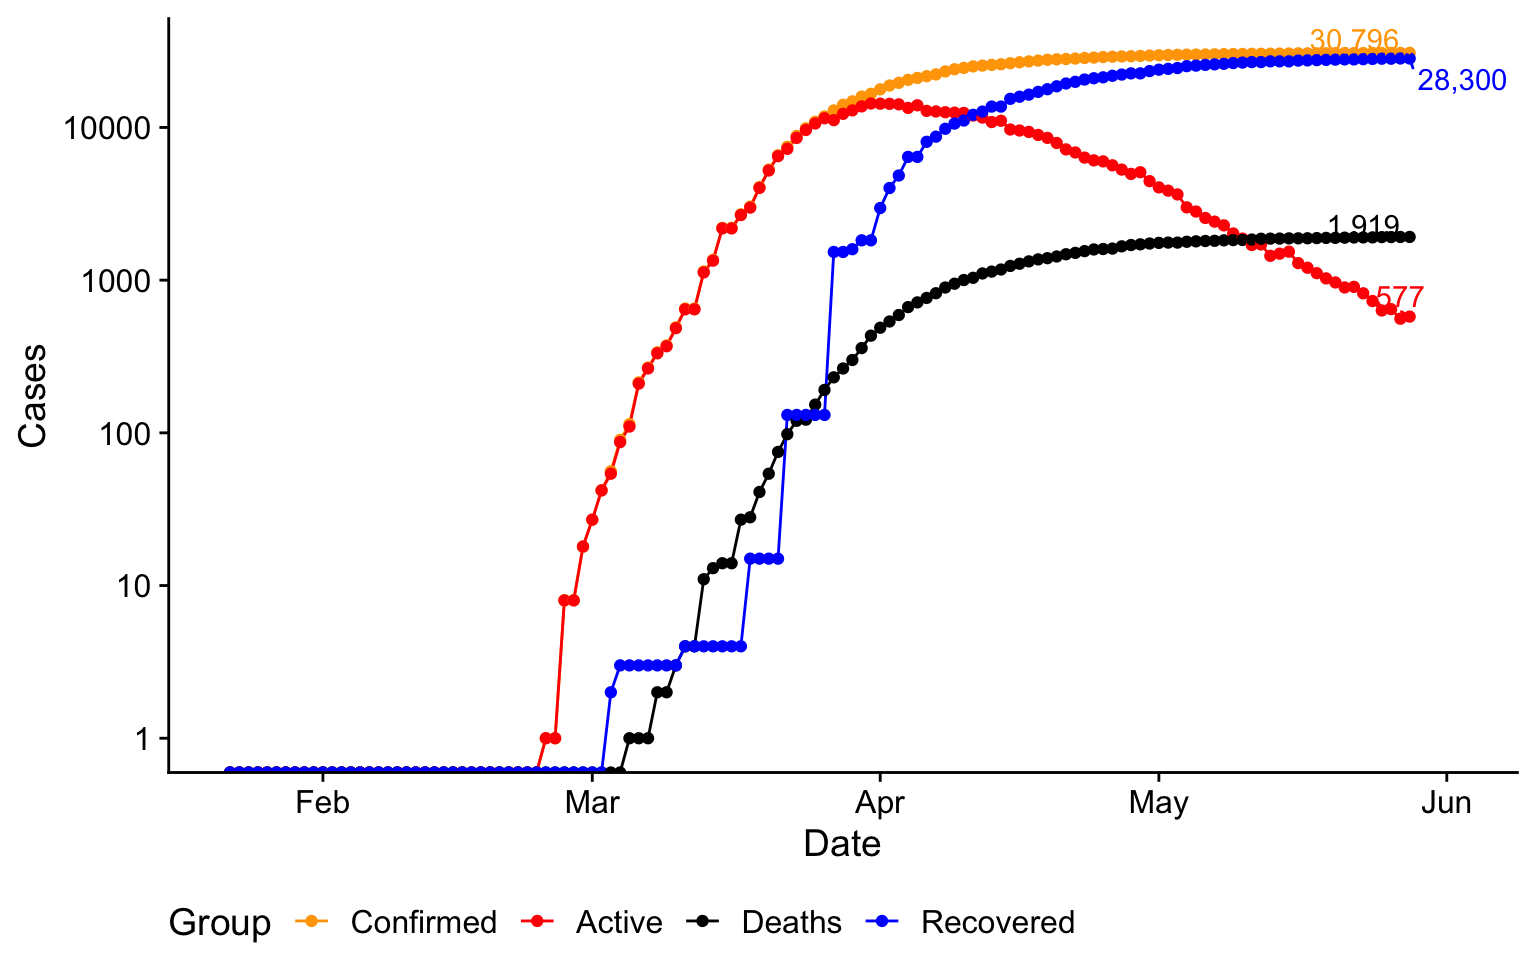 30,796
28,300
10000
1,919
1000
577
Cases
100
10
1
Feb Mar Apr May Jun
Date
Group Confirmed Active Deaths Recovered